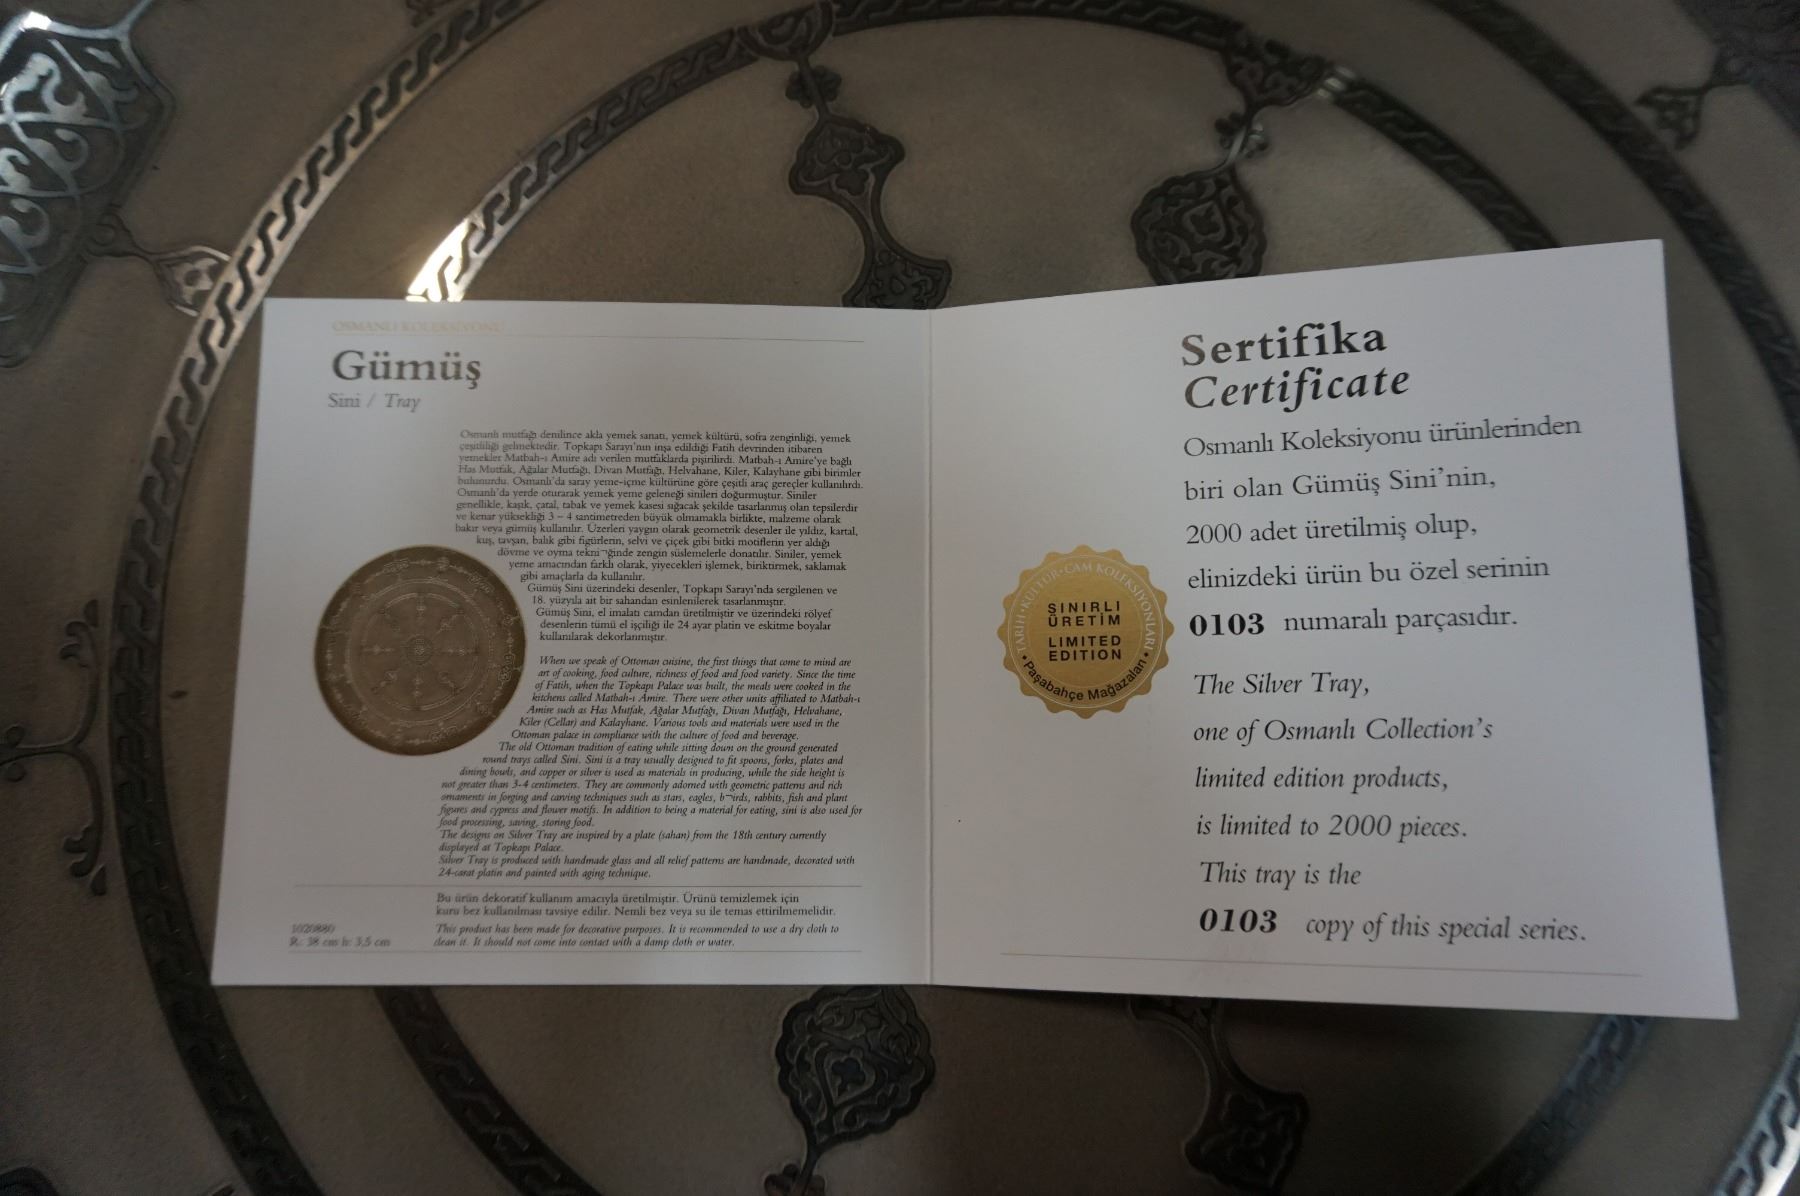 OSMANLI KOLEKSİYONU
Gümüş
Sini / Tray
Osmanlı mutfağı denilince akla yemek sanatı, yemek kültürü, sofra zenginliği, yemek
çeşitliliği gelmektedir. Topkapı Sarayı'nın inşa edildiği Fatih devrinden itibaren
yemekler Matbah-ı Amire adı verilen mutfaklarda pişirilirdi. Matbah-ı Amire'ye bağlı
Has Mutfak, Ağalar Mutfağı, Divan Mutfağı, Helvahane, Kiler, Kalayhane gibi birimler
bulunurdu. Osmanlı'da saray yeme-içme kültürüne göre çeşitli araç gereçler kullanılırdı.
Osmanlı'da yerde oturarak yemek yeme geleneği sinileri doğurmuştur. Siniler
genellikle, kaşık, çatal, tabak ve yemek kasesi sığacak şekilde tasarlanmış olan tepsilerdir
ve kenar yüksekliği 3 – 4 santimetreden büyük olmamakla birlikte, malzeme olarak
bakır veya gümüş kullanılır. Üzerleri yaygın olarak geometrik desenler ile yıldız, kartal,
kuş, tavşan, balık gibi figürlerin, selvi ve çiçek gibi bitki motiflerin yer aldığı
dövme ve oyma tekni¬ğinde zengin süslemelerle donatılır. Siniler, yemek
yeme amacından farklı olarak, yiyecekleri işlemek, biriktirmek, saklamak
gibi amaçlarla da kullanılır.
Gümüş Sini üzerindeki desenler, Topkapı Sarayı'nda sergilenen ve
18. yüzyıla ait bir sahandan esinlenilerek tasarlanmıştır.
Gümüş Sini, el imalatı camdan üretilmiştir ve üzerindeki rölyef
desenlerin tümü el işçiliği ile 24 ayar platin ve eskitme boyalar
kullanılarak dekorlanmıştır.
When we speak of Ottoman cuisine, the first things that come to mind are
art of cooking, food culture, richness of food and food variety. Since the time
of Fatih, when the Topkapı Palace was built, the meals were cooked in the
kitchens called Matbah-ı Amire. There were other units affiliated to Matbah-ı
Amire such as Has Mutfak, Ağalar Mutfağı, Divan Mutfağı, Helvahane,
Kiler (Cellar) and Kalayhane. Various tools and materials were used in the
Ottoman palace in compliance with the culture of food and beverage.
The old Ottoman tradition of eating while sitting down on the ground generated
round trays called Sini. Sini is a tray usually designed to fit spoons, forks, plates and
dining bowls, and copper or silver is used as materials in producing, while the side height is
not greater than 3-4 centimeters. They are commonly adorned with geometric patterns and rich
ornaments in forging and carving techniques such as stars, eagles, b¬irds, rabbits, fish and plant
figures and cypress and flower motifs. In addition to being a material for eating, sini is also used for
food processing, saving, storing food.
The designs on Silver Tray are inspired by a plate (sahan) from the 18th century currently
displayed at Topkapı Palace.
Silver Tray is produced with handmade glass and all relief patterns are handmade, decorated with
24-carat platin and painted with aging technique.
Bu ürün dekoratif kullanım amacıyla üretilmiştir. Ürünü temizlemek için
kuru bez kullanılması tavsiye edilir. Nemli bez veya su ile temas ettirilmemelidir.
This product has been made for decorative purposes. It is recommended to use a dry cloth to
clean it. It should not come into contact with a damp cloth or water.
1020880
R: 38 cm h: 3,5 cm
TARİH·KÜLTÜR·CAM KOLEKSİYONLARI
SINIRLI
ÜRETİM
LIMITED
EDITION
• Paşabahçe Mağazaları •
Sertifika
Certificate
Osmanlı Koleksiyonu ürünlerinden
biri olan Gümüş Sini'nin,
2000 adet üretilmiş olup,
elinizdeki ürün bu özel serinin
0103 numaralı parçasıdır.
The Silver Tray,
one of Osmanlı Collection's
limited edition products,
is limited to 2000 pieces.
This tray is the
0103 copy of this special series.